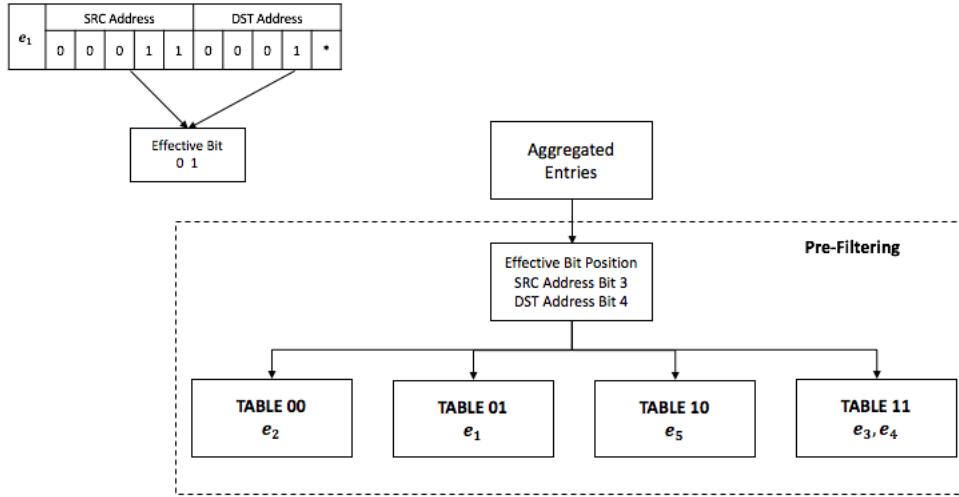 SRC Address DST Address
e₁ 0 0 0 1 1 0 0 0 1 *
Effective Bit
0 1
Aggregated
Entries
Pre-Filtering
Effective Bit Position
SRC Address Bit 3
DST Address Bit 4
TABLE 00
e₂
TABLE 01
e₁
TABLE 10
e₅
TABLE 11
e₃, e₄